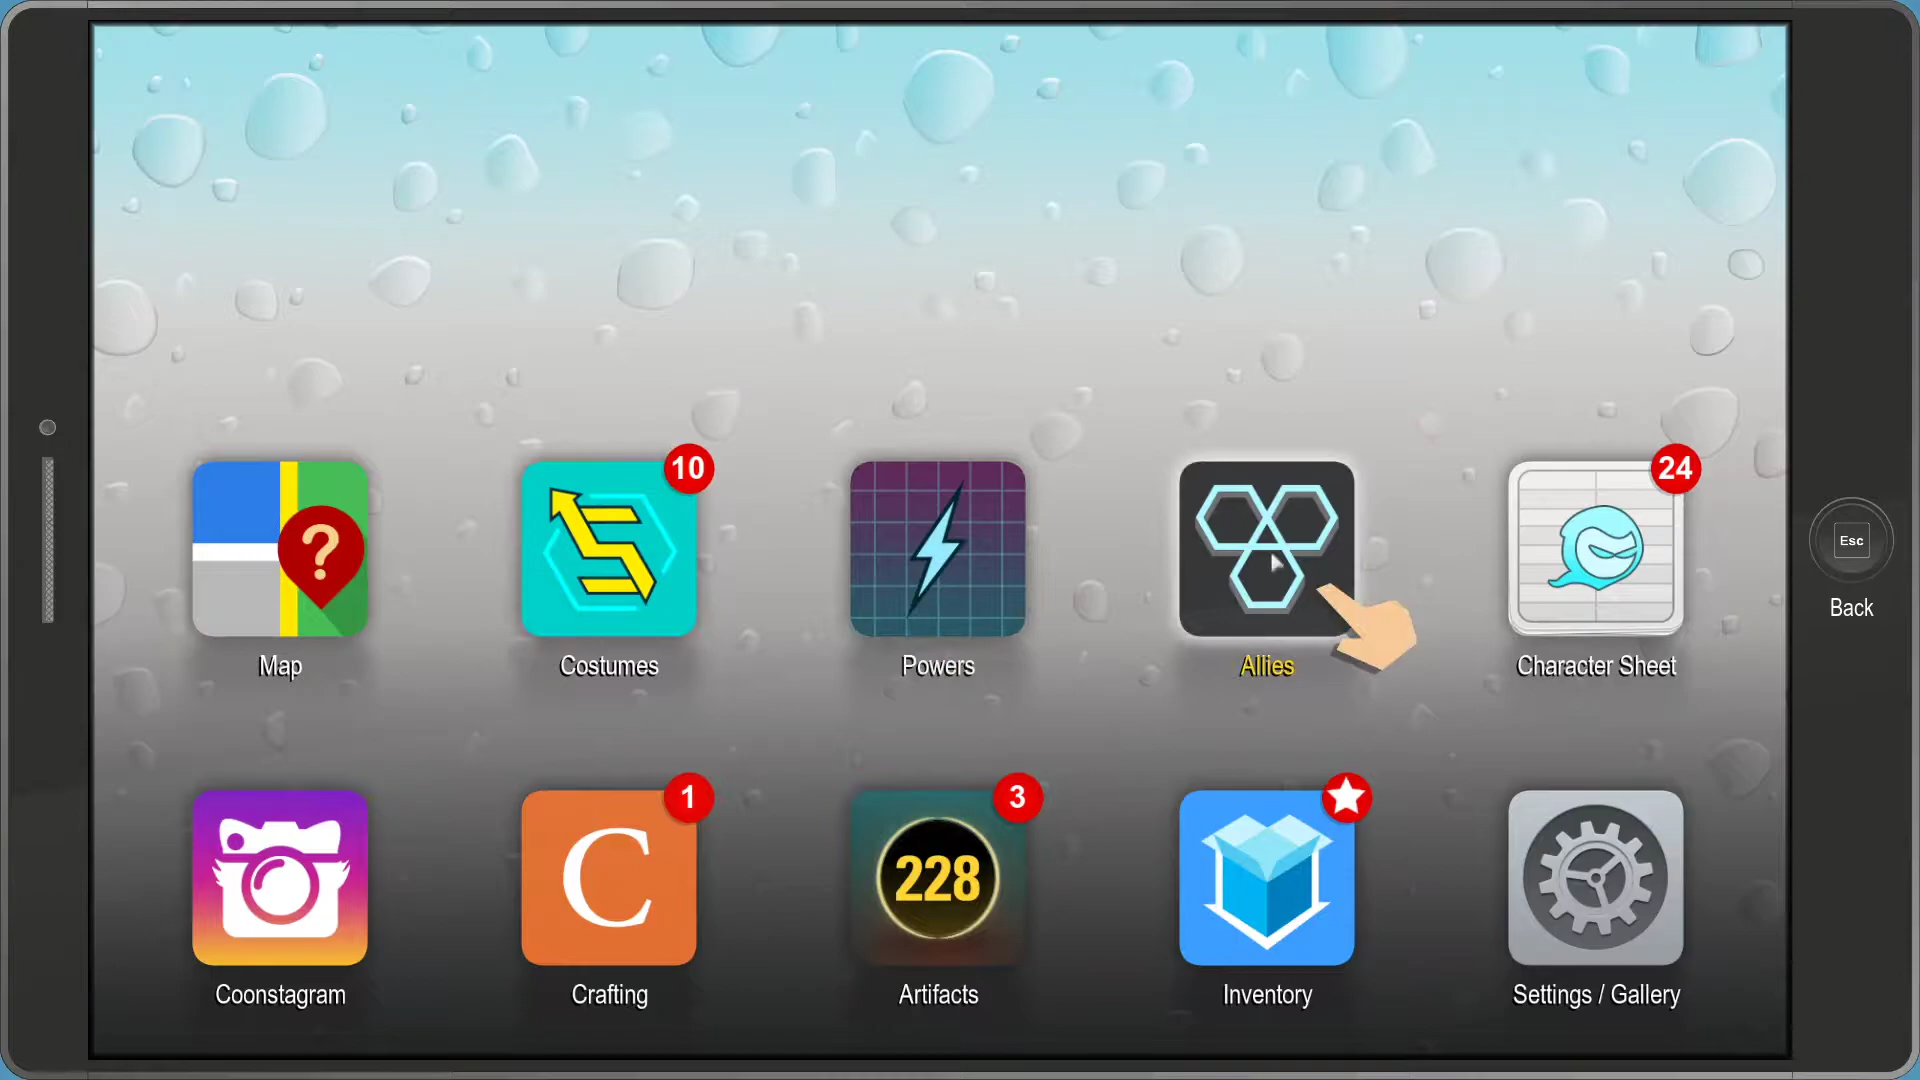 10
24
?
Esc
Back
Map
Costumes
Powers
Allies
Character Sheet
1
3
C
228
Coonstagram
Crafting
Artifacts
Inventory
Settings / Gallery